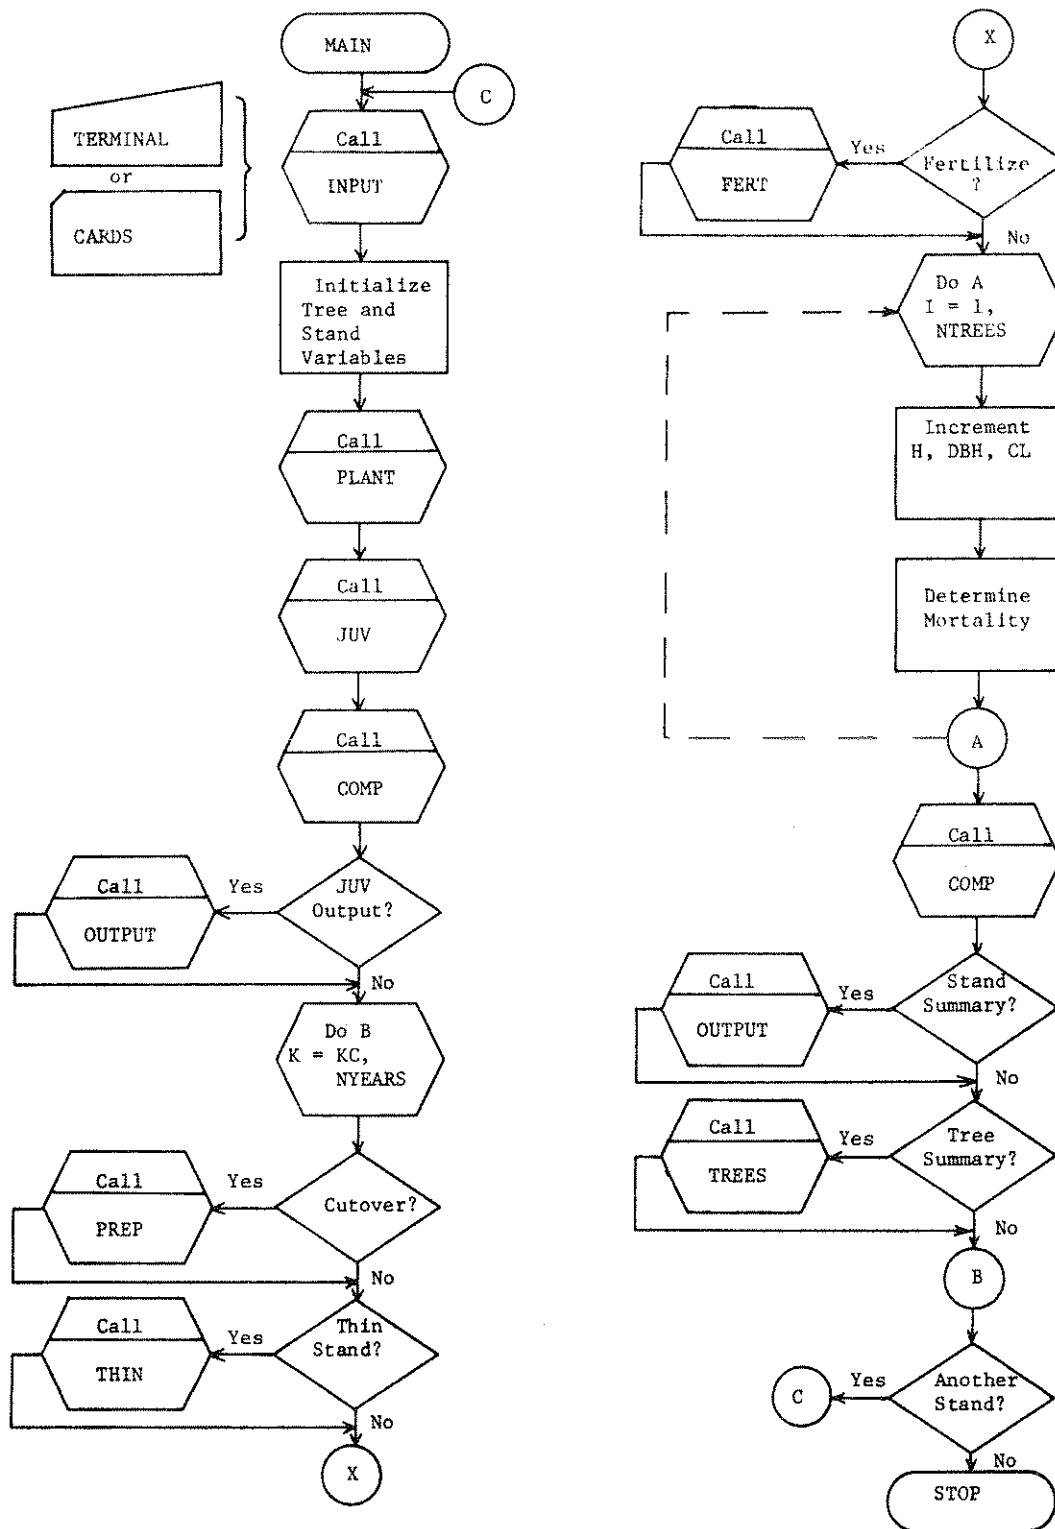 MAIN
C
TERMINAL
or
CARDS
Call
INPUT
Initialize
Tree and
Stand
Variables
Call
PLANT
Call
JUV
Call
COMP
JUV
Output?
Yes
Call
OUTPUT
No
Do B
K = KC,
NYEARS
Cutover?
Yes
Call
PREP
No
Thin
Stand?
Yes
Call
THIN
No
X
X
Fertilize
?
Yes
Call
FERT
No
Do A
I = 1,
NTREES
Increment
H, DBH, CL
Determine
Mortality
A
Call
COMP
Stand
Summary?
Yes
Call
OUTPUT
No
Tree
Summary?
Yes
Call
TREES
No
B
Another
Stand?
Yes
C
No
STOP